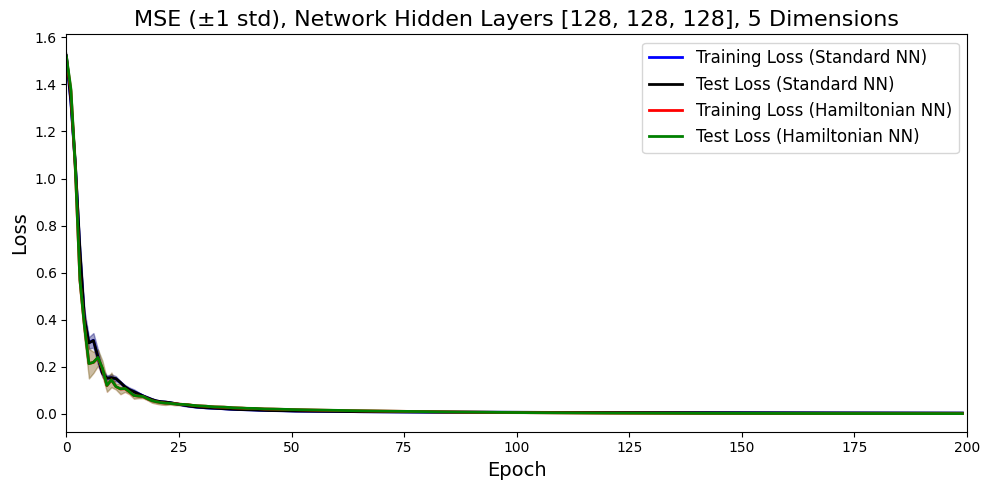 MSE (±1 std), Network Hidden Layers [128, 128, 128], 5 Dimensions
1.6
1.4
1.2
1.0
0.8
0.6
0.4
0.2
0.0
Loss
Training Loss (Standard NN)
Test Loss (Standard NN)
Training Loss (Hamiltonian NN)
Test Loss (Hamiltonian NN)
0 25 50 75 100 125 150 175 200
Epoch